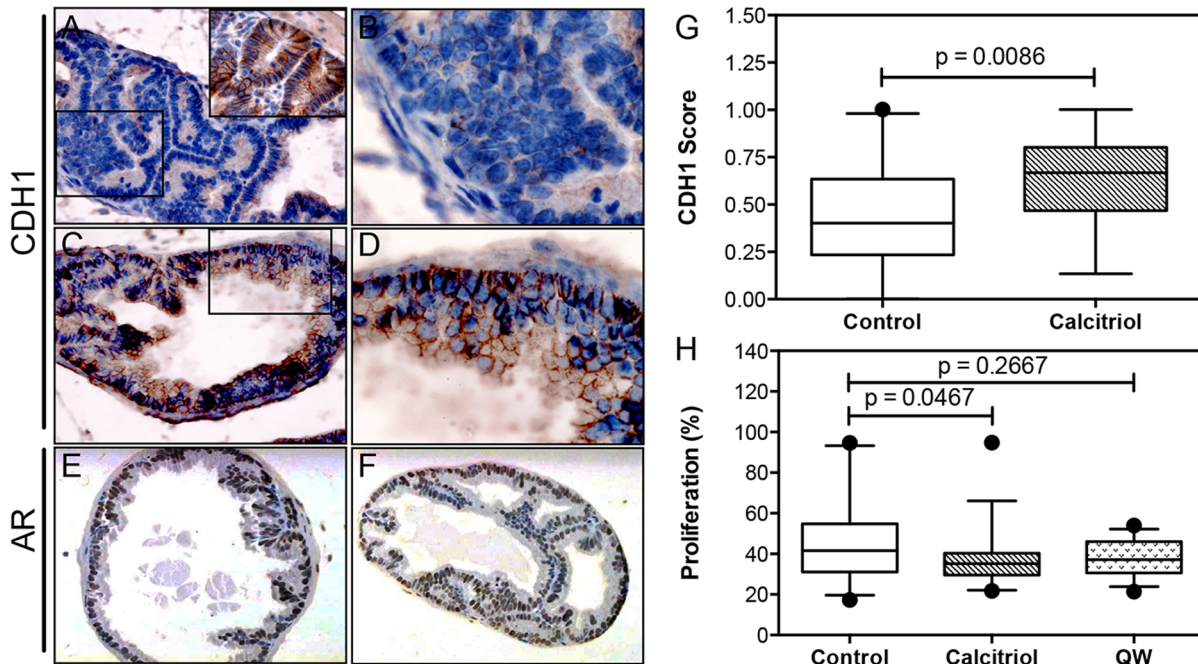 CDH1
A
B
C
D
AR
E
F
G
1.50
1.25
1.00
0.75
0.50
0.25
0.00
CDH1 Score
p = 0.0086
Control Calcitriol
H
140
120
100
80
60
40
20
0
Proliferation (%)
p = 0.2667
p = 0.0467
Control Calcitriol QW